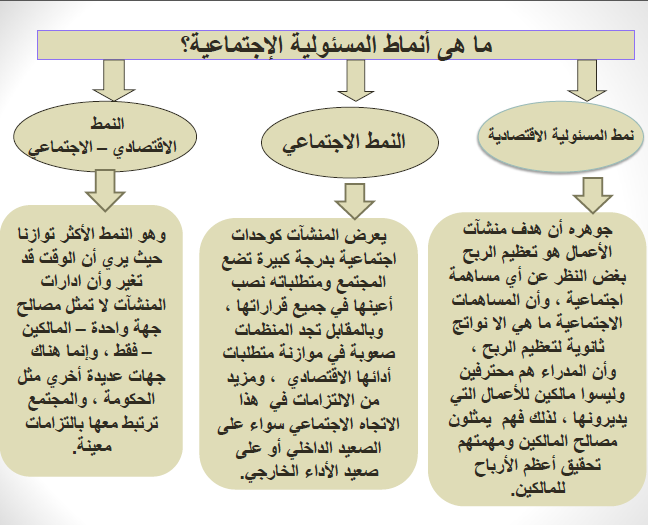 ما هى أنماط المسئولية الإجتماعية؟
نمط المسئولية الاقتصادية
جوهره أن هدف منشآت
الأعمال هو تعظيم الربح
بغض النظر عن أي مساهمة
اجتماعية ، وأن المساهمات
الاجتماعية ما هي الا نواتج
ثانوية لتعظيم الربح ،
وأن المدراء هم محترفين
وليسوا مالكين للأعمال التي
يديرونها ، لذلك فهم يمثلون
مصالح المالكين ومهمتهم
تحقيق أعظم الأرباح
للمالكين.
النمط الاجتماعي
يعرض المنشآت كوحدات
اجتماعية بدرجة كبيرة تضع
المجتمع ومتطلباته نصب
أعينها في جميع قراراتها ،
وبالمقابل تجد المنظمات
صعوبة في موازنة متطلبات
أدائها الاقتصادي ، ومزيد
من الالتزامات في هذا
الاتجاه الاجتماعي سواء على
الصعيد الداخلي أو على
صعيد الأداء الخارجي.
النمط
الاقتصادي – الاجتماعي
وهو النمط الأكثر توازنا
حيث يري أن الوقت قد
تغير وأن ادارات
المنشآت لا تمثل مصالح
جهة واحدة – المالكين
– فقط ، وإنما هناك
جهات عديدة أخري مثل
الحكومة ، والمجتمع
ترتبط معها بالتزامات
معينة.